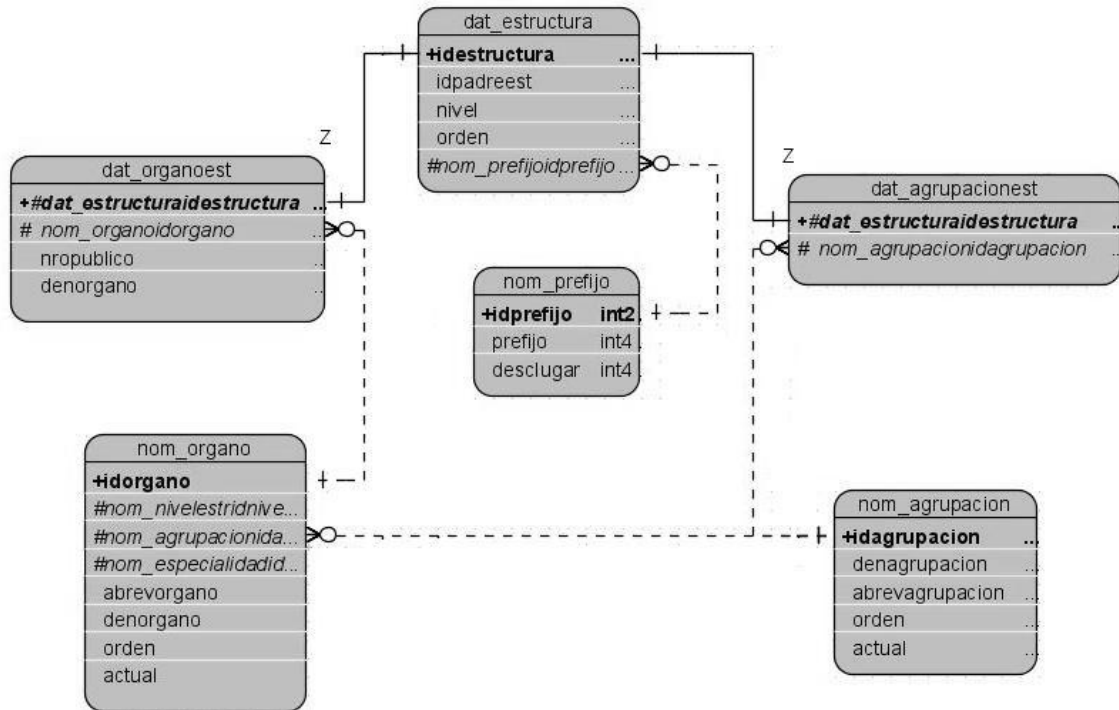 dat_estructura
+idestructura ...
idpadreest ...
nivel ...
orden ...
#nom_prefijoidprefijo ...
Z
dat_organoest
+#dat_estructuraidestructura ...
# nom_organoidorgano ..
nropublico ..
denorgano ..
Z
dat_agrupacionest
+#dat_estructuraidestructura ..
# nom_agrupacionidagrupacion ..
nom_prefijo
+idprefijo int2.
prefijo int4.
desclugar int4.
nom_organo
+idorgano
#nom_nivelestridnive...
#nom_agrupacionida...
#nom_especialidadid...
abrevorgano
denorgano
orden
actual
nom_agrupacion
+idagrupacion ...
denagrupacion ...
abrevagrupacion ...
orden ...
actual ...